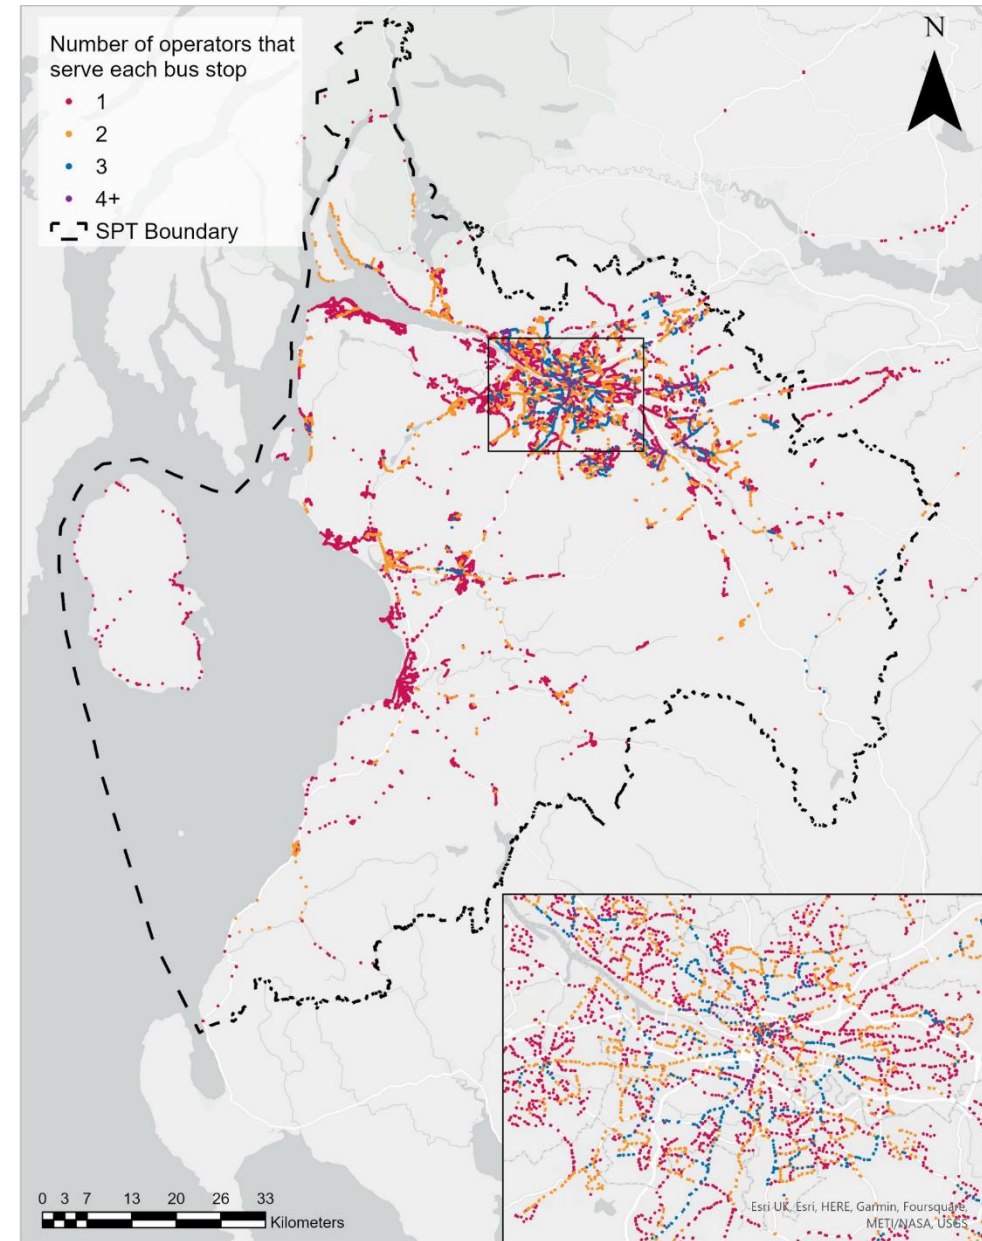 Number of operators that
serve each bus stop
1
2
3
4+
SPT Boundary
N
0 3 7 13 20 26 33
Kilometers
Esri UK, Esri, HERE, Garmin, Foursquare,
METI/NASA, USGS